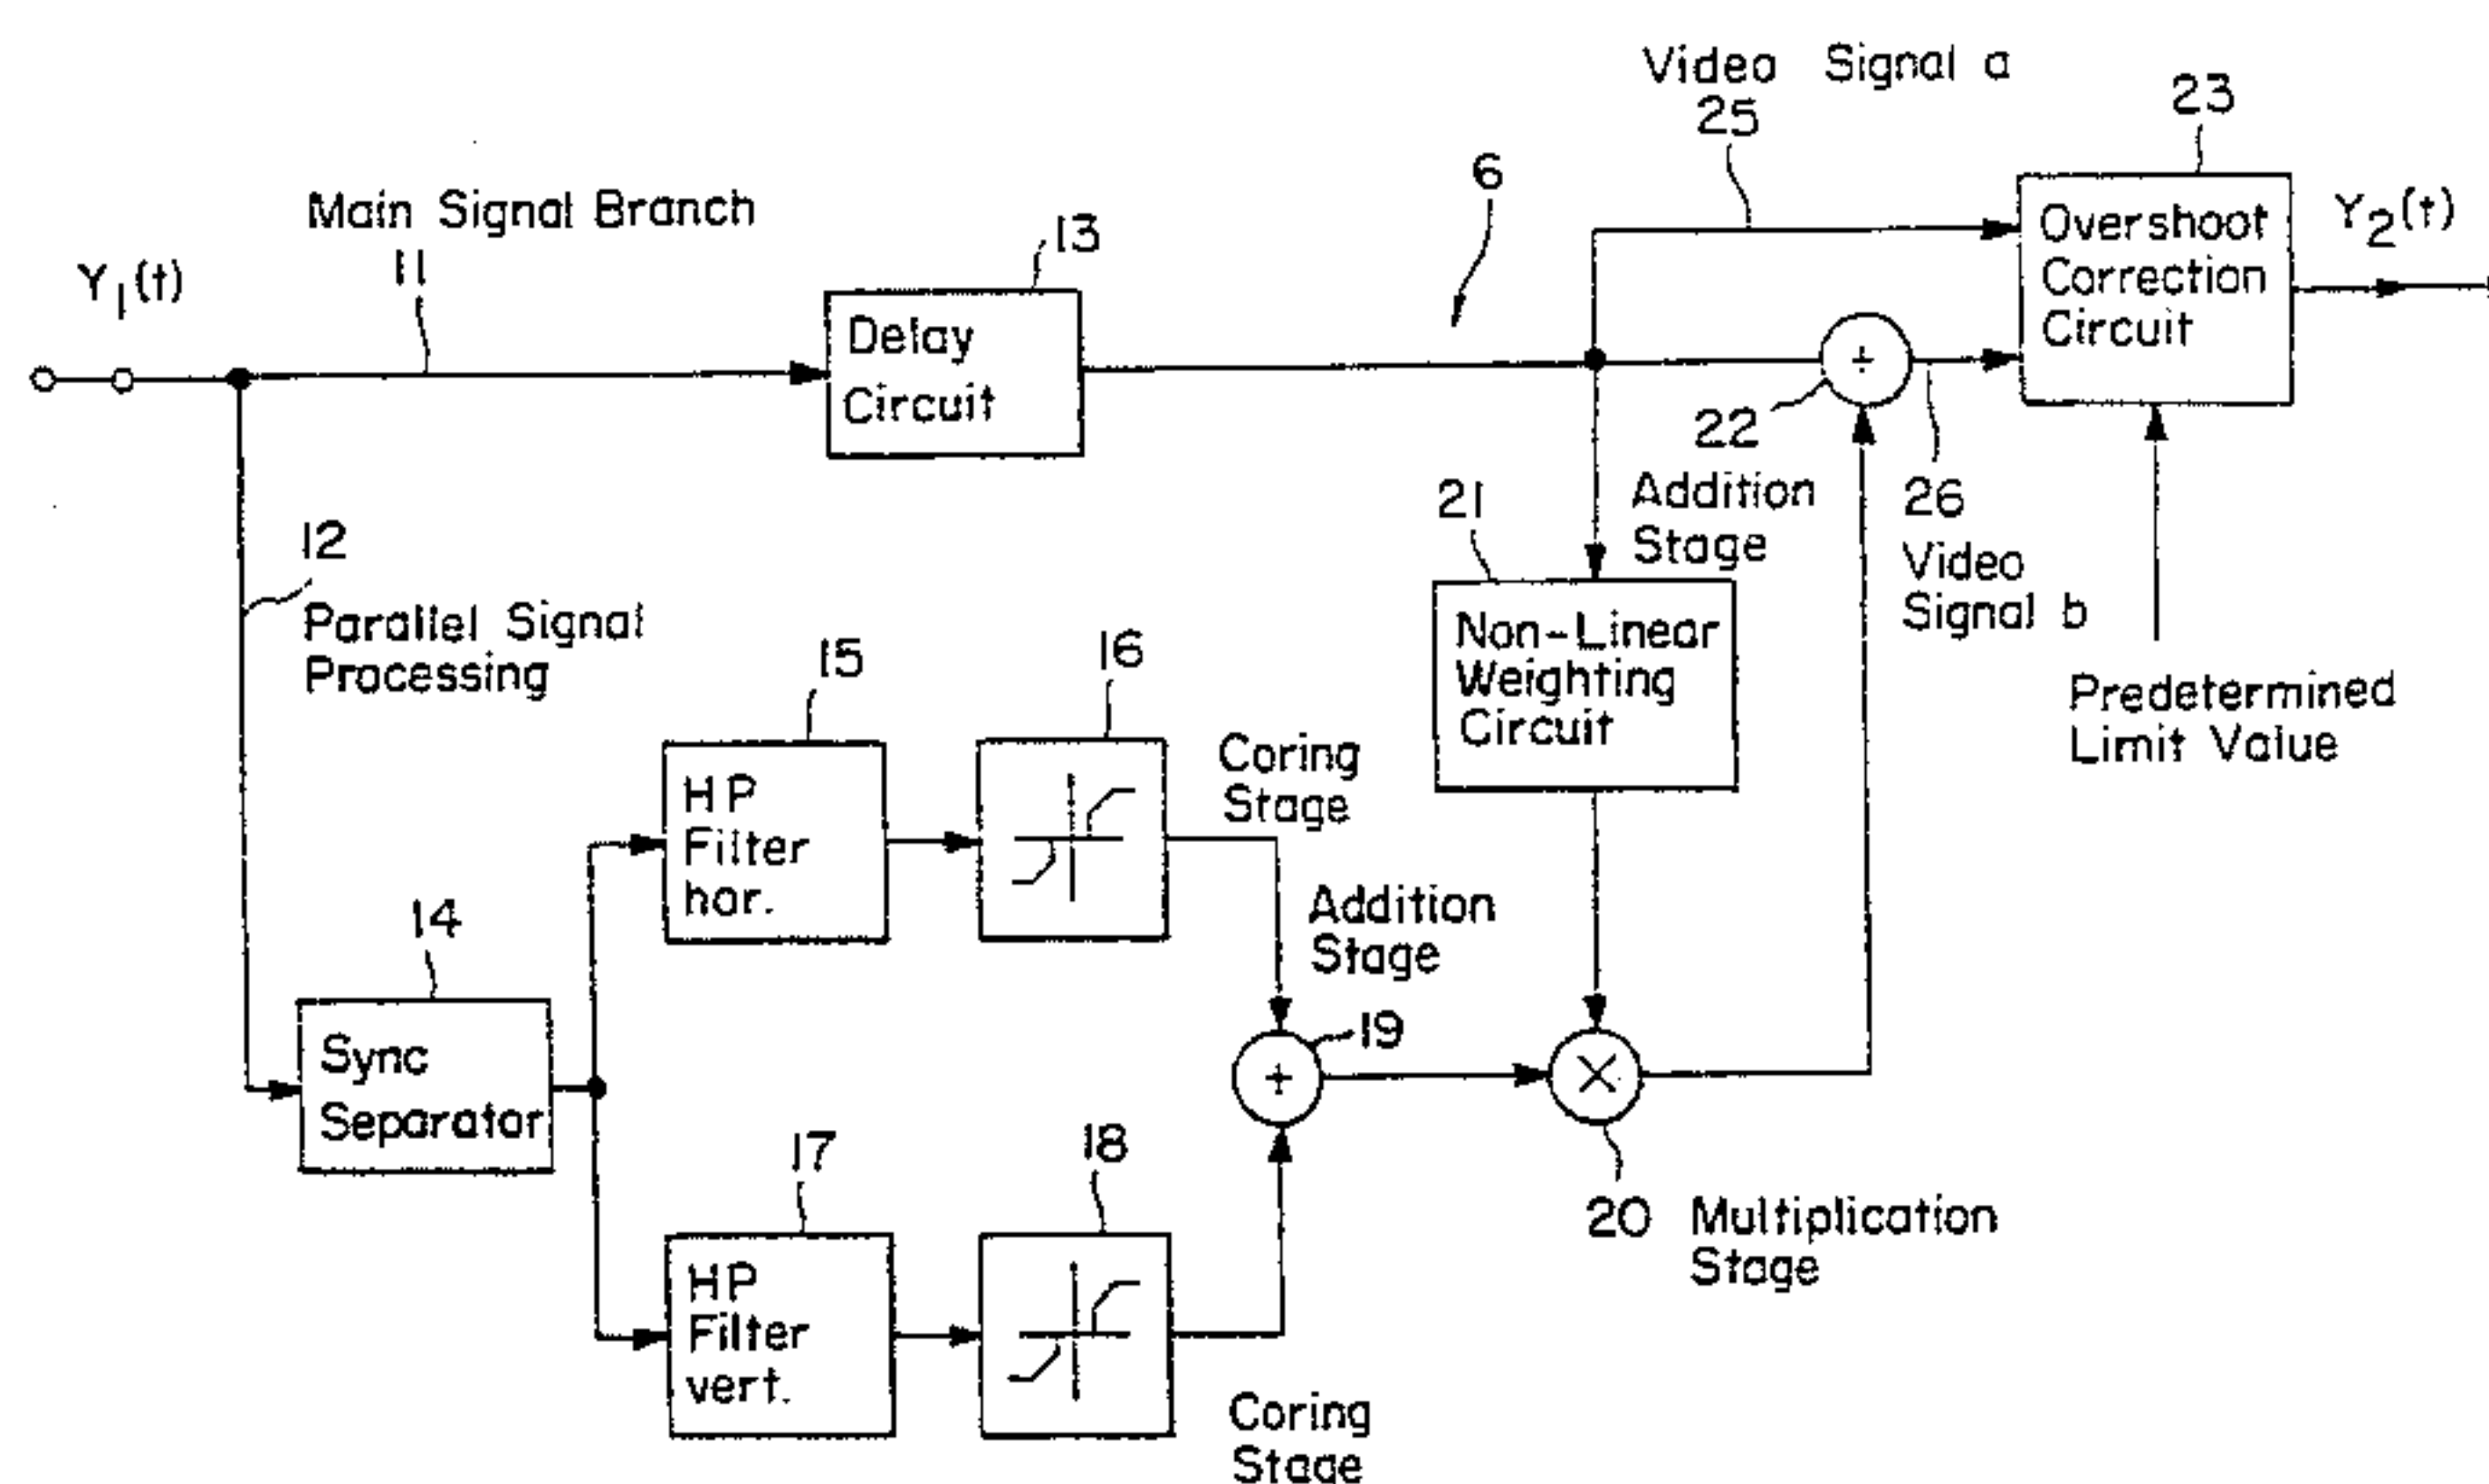 Video Signal a
25
23
6
Main Signal Branch
11
13
Y1(t)
Delay
Circuit
Overshoot
Correction
Circuit
Y2(t)
+
22
Addition
Stage
26
Video
Signal b
21
Non-Linear
Weighting
Circuit
Predetermined
Limit Value
12
Parallel Signal
Processing
15
HP
Filter
hor.
16
Coring
Stage
Addition
Stage
14
Sync
Separator
+
19
×
20 Multiplication
Stage
17
HP
Filter
vert.
18
Coring
Stage